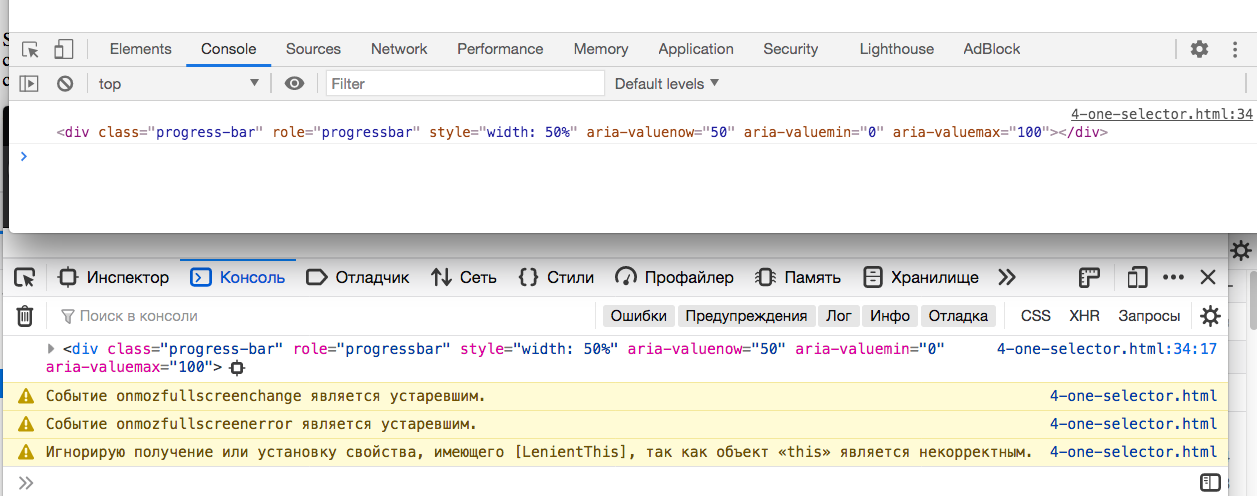 Elements Console Sources Network Performance Memory Application Security Lighthouse AdBlock
top Filter Default levels
4-one-selector.html:34
<div class="progress-bar" role="progressbar" style="width: 50%" aria-valuenow="50" aria-valuemin="0" aria-valuemax="100"></div>
Инспектор Консоль Отладчик Сеть Стили Профайлер Память Хранилище
Поиск в консоли Ошибки Предупреждения Лог Инфо Отладка CSS XHR Запросы
<div class="progress-bar" role="progressbar" style="width: 50%" aria-valuenow="50" aria-valuemin="0" 4-one-selector.html:34:17
aria-valuemax="100">
Событие onmozfullscreenchange является устаревшим. 4-one-selector.html
Событие onmozfullscreenerror является устаревшим. 4-one-selector.html
Игнорирую получение или установку свойства, имеющего [LenientThis], так как объект «this» является некорректным. 4-one-selector.html